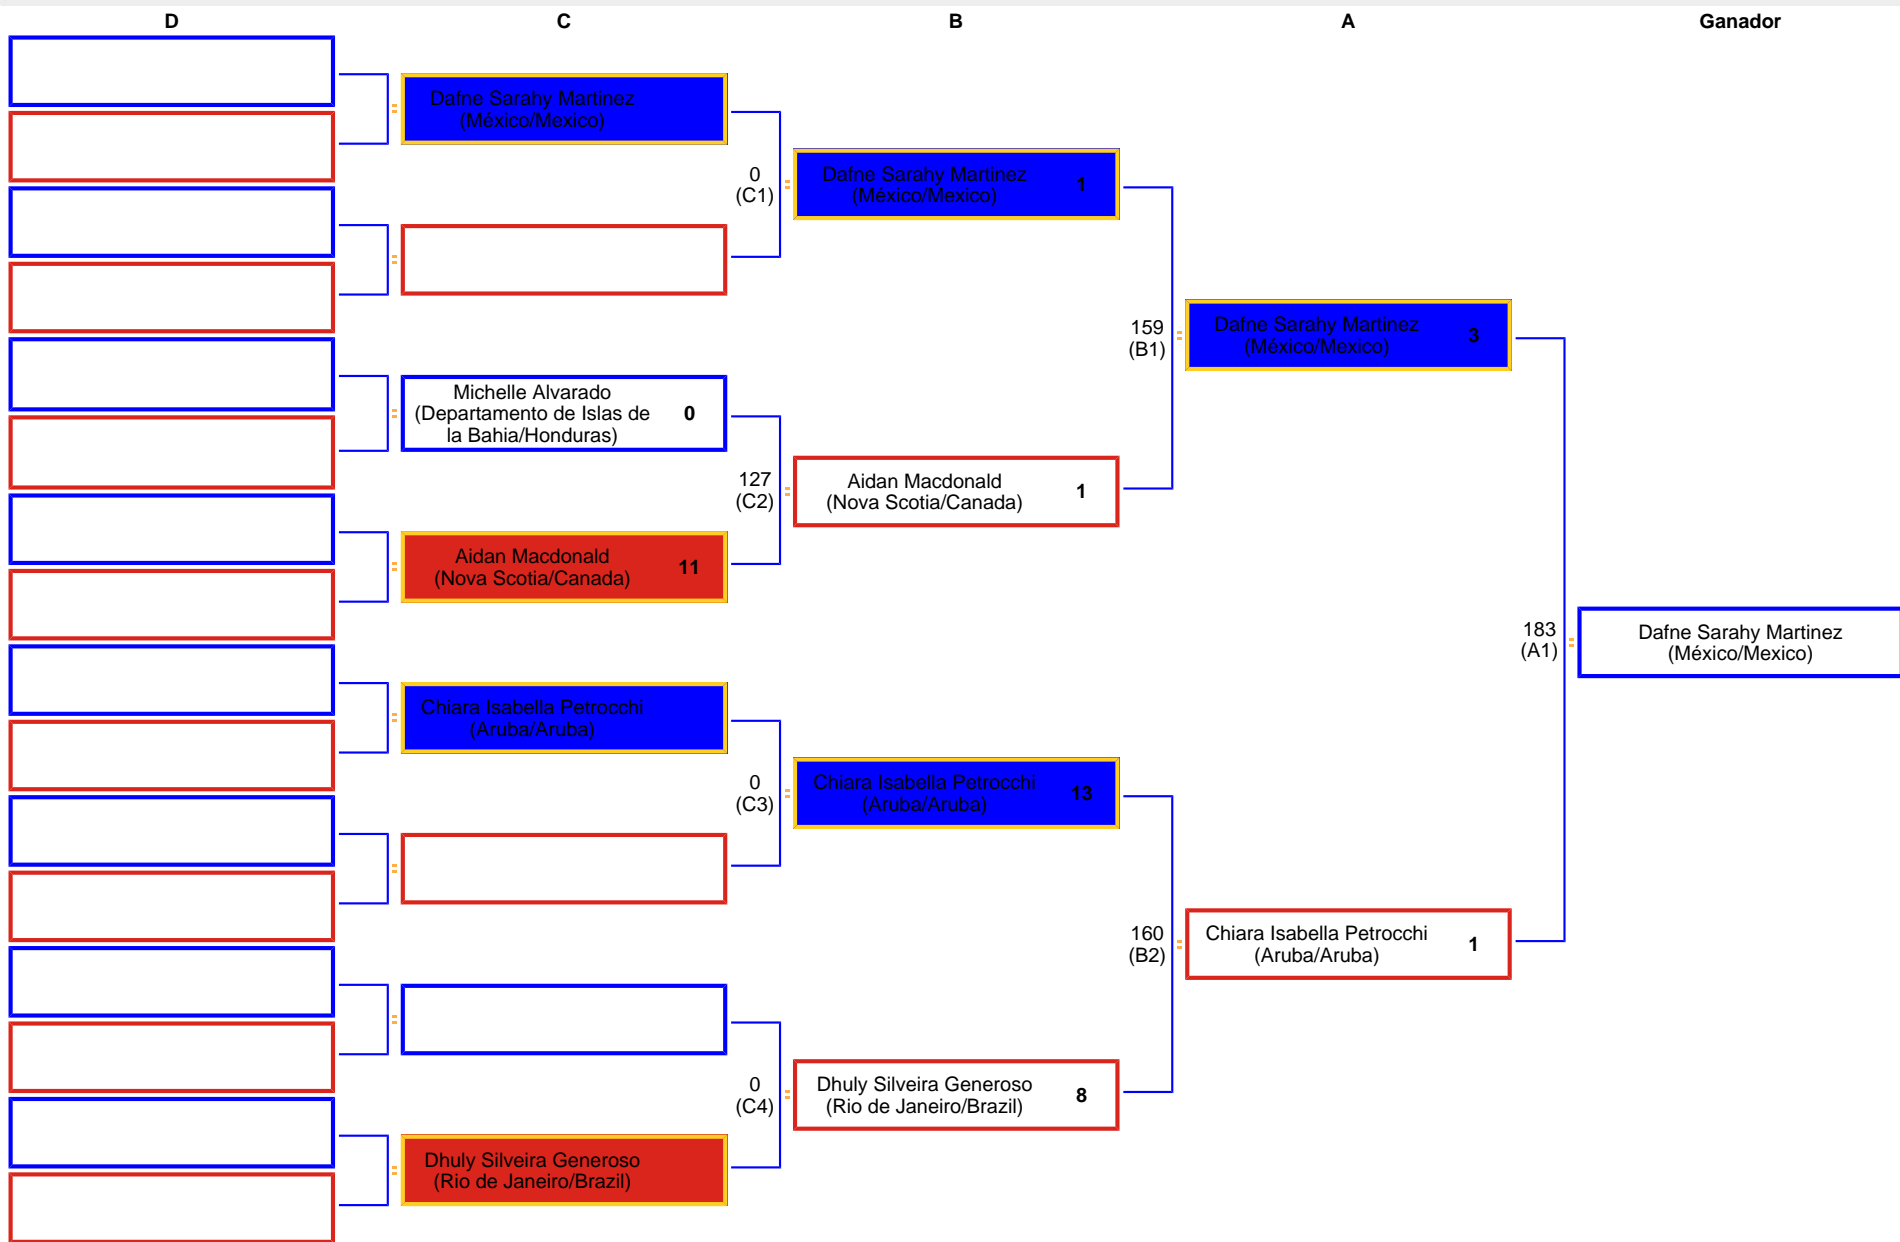 D
C
B
A
Ganador
Dafne Sarahy Martinez
(México/Mexico)
0
(C1)
Dafne Sarahy Martinez
(México/Mexico)
1
159
(B1)
Dafne Sarahy Martinez
(México/Mexico)
3
Michelle Alvarado
(Departamento de Islas de
la Bahia/Honduras)
0
127
(C2)
Aidan Macdonald
(Nova Scotia/Canada)
1
Aidan Macdonald
(Nova Scotia/Canada)
11
183
(A1)
Dafne Sarahy Martinez
(México/Mexico)
Chiara Isabella Petrocchi
(Aruba/Aruba)
0
(C3)
Chiara Isabella Petrocchi
(Aruba/Aruba)
13
160
(B2)
Chiara Isabella Petrocchi
(Aruba/Aruba)
1
0
(C4)
Dhuly Silveira Generoso
(Rio de Janeiro/Brazil)
8
Dhuly Silveira Generoso
(Rio de Janeiro/Brazil)